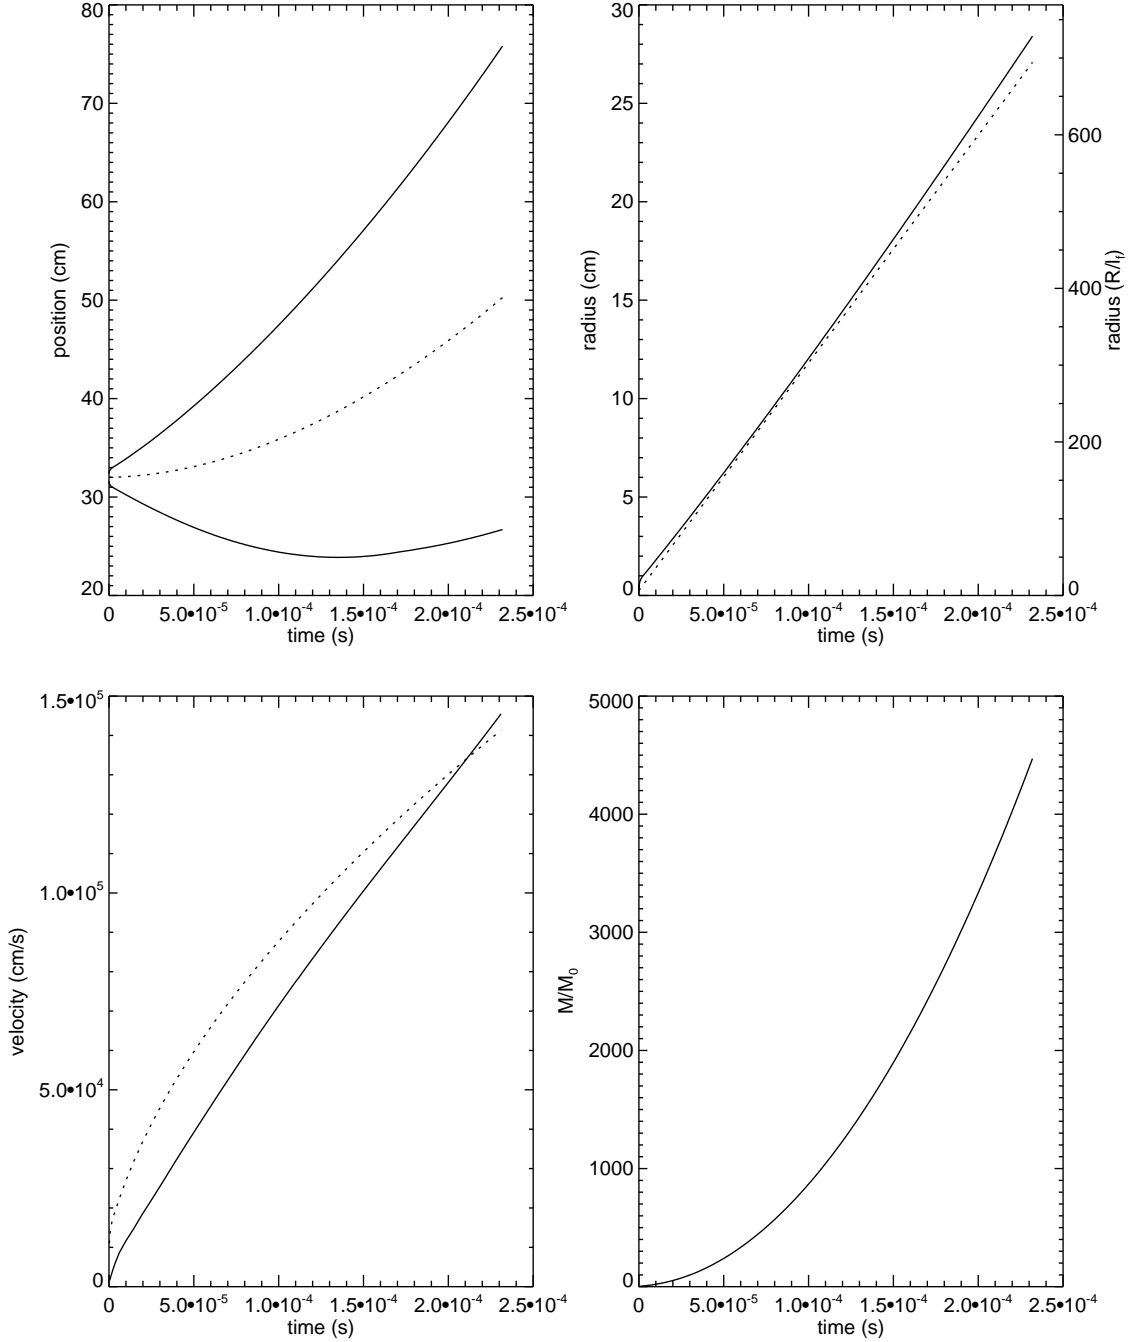 80
70
60
50
40
30
20
position (cm)
0 5.0•10⁻⁵ 1.0•10⁻⁴ 1.5•10⁻⁴ 2.0•10⁻⁴ 2.5•10⁻⁴
time (s)
30
25
20
15
10
5
0
radius (cm)
600
400
200
0
radius (R/l_f)
0 5.0•10⁻⁵ 1.0•10⁻⁴ 1.5•10⁻⁴ 2.0•10⁻⁴ 2.5•10⁻⁴
time (s)
1.5•10⁵
1.0•10⁵
5.0•10⁴
0
velocity (cm/s)
0 5.0•10⁻⁵ 1.0•10⁻⁴ 1.5•10⁻⁴ 2.0•10⁻⁴ 2.5•10⁻⁴
time (s)
5000
4000
3000
2000
1000
0
M/M₀
0 5.0•10⁻⁵ 1.0•10⁻⁴ 1.5•10⁻⁴ 2.0•10⁻⁴ 2.5•10⁻⁴
time (s)